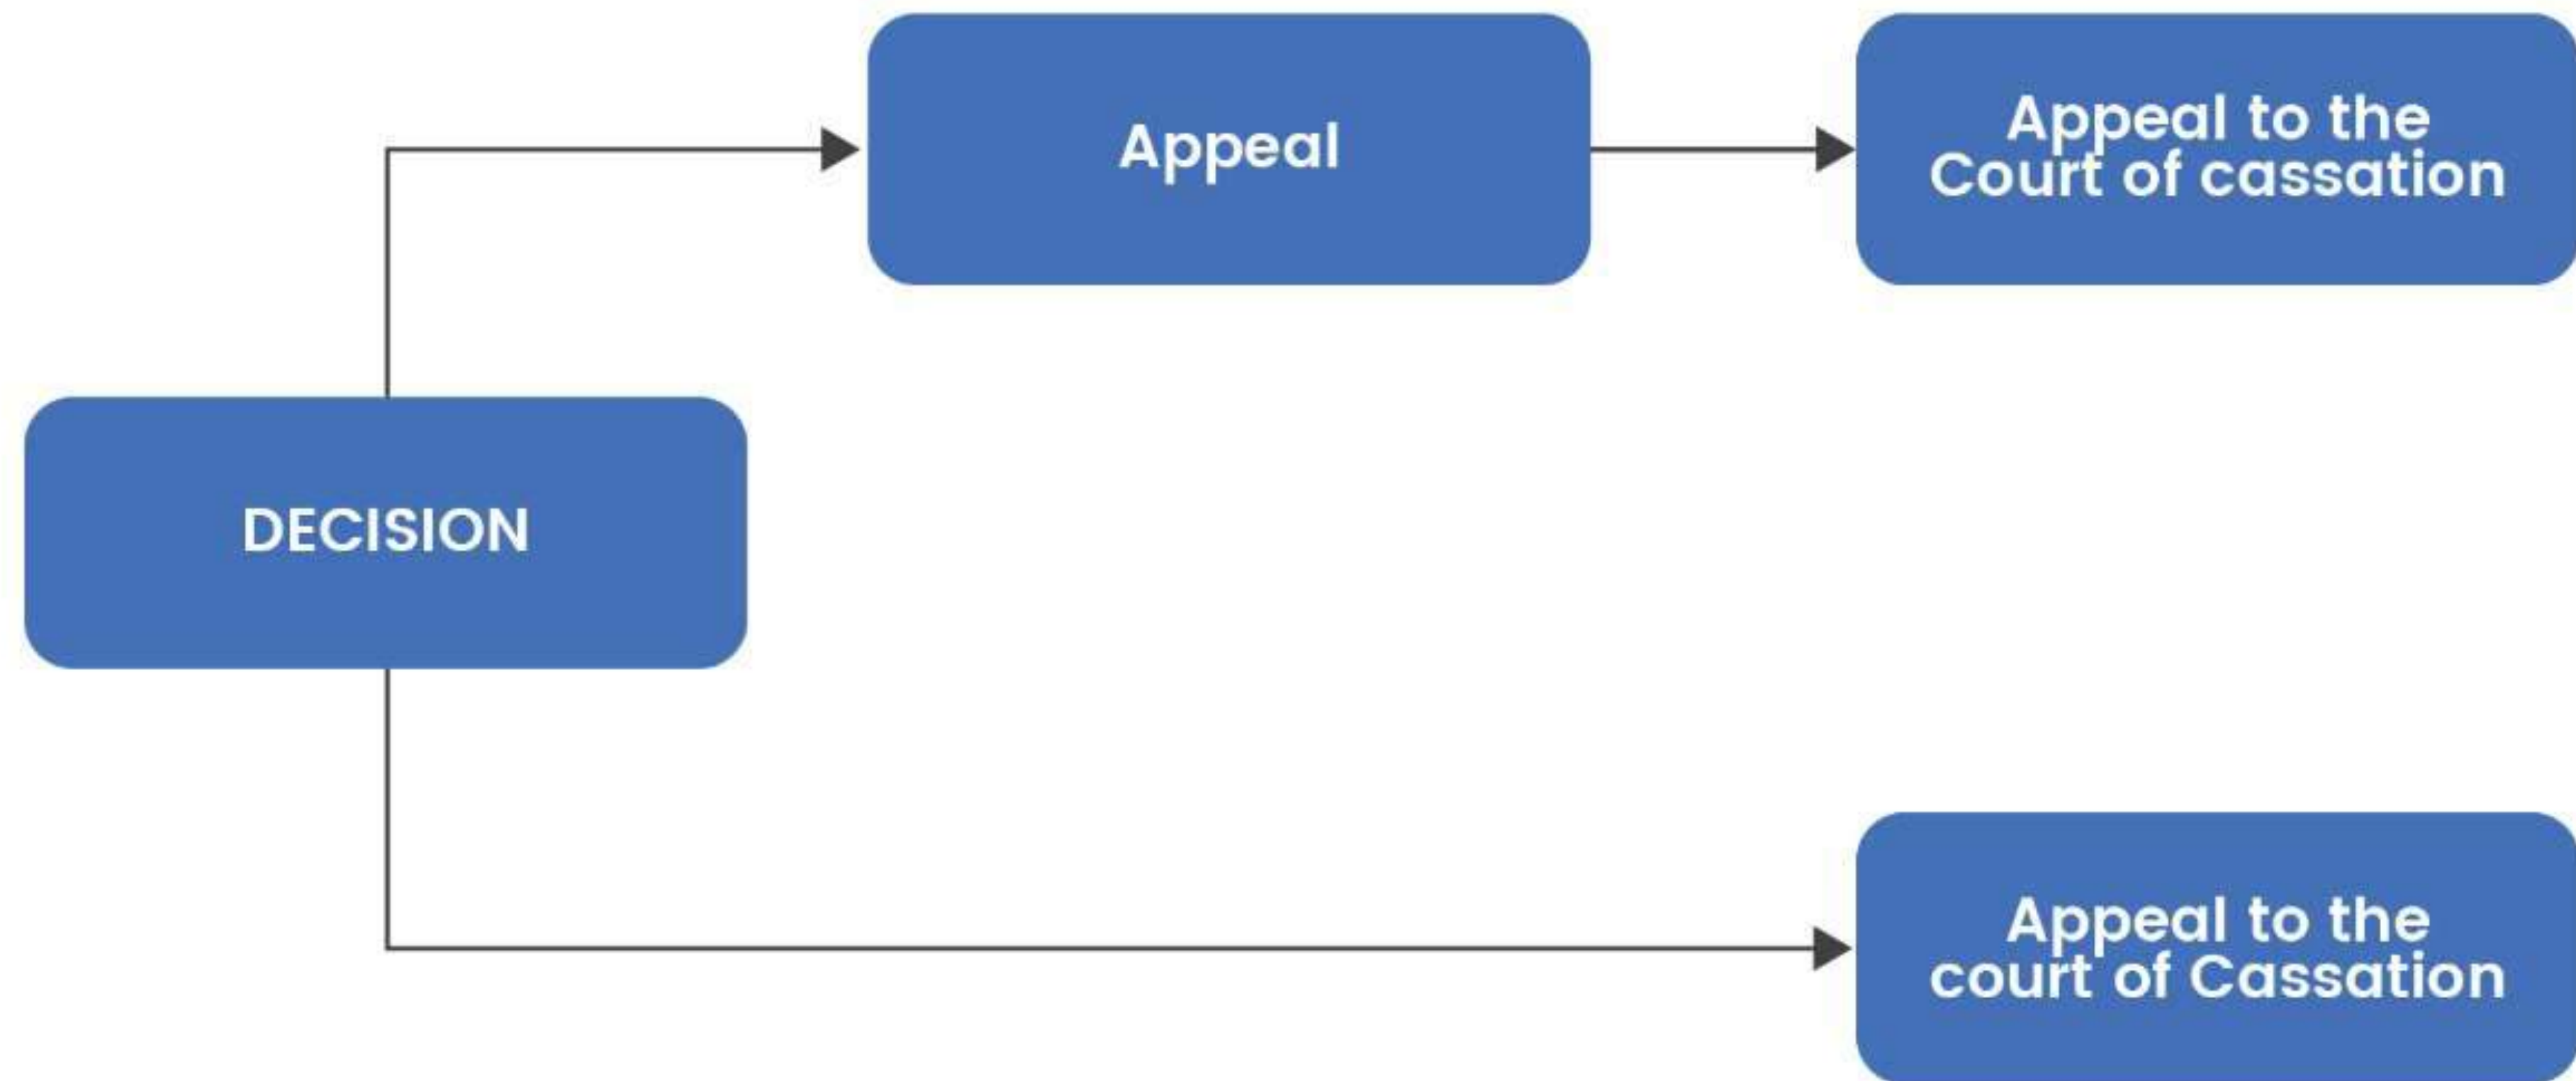 Appeal
Appeal to the
Court of cassation
DECISION
Appeal to the
court of Cassation